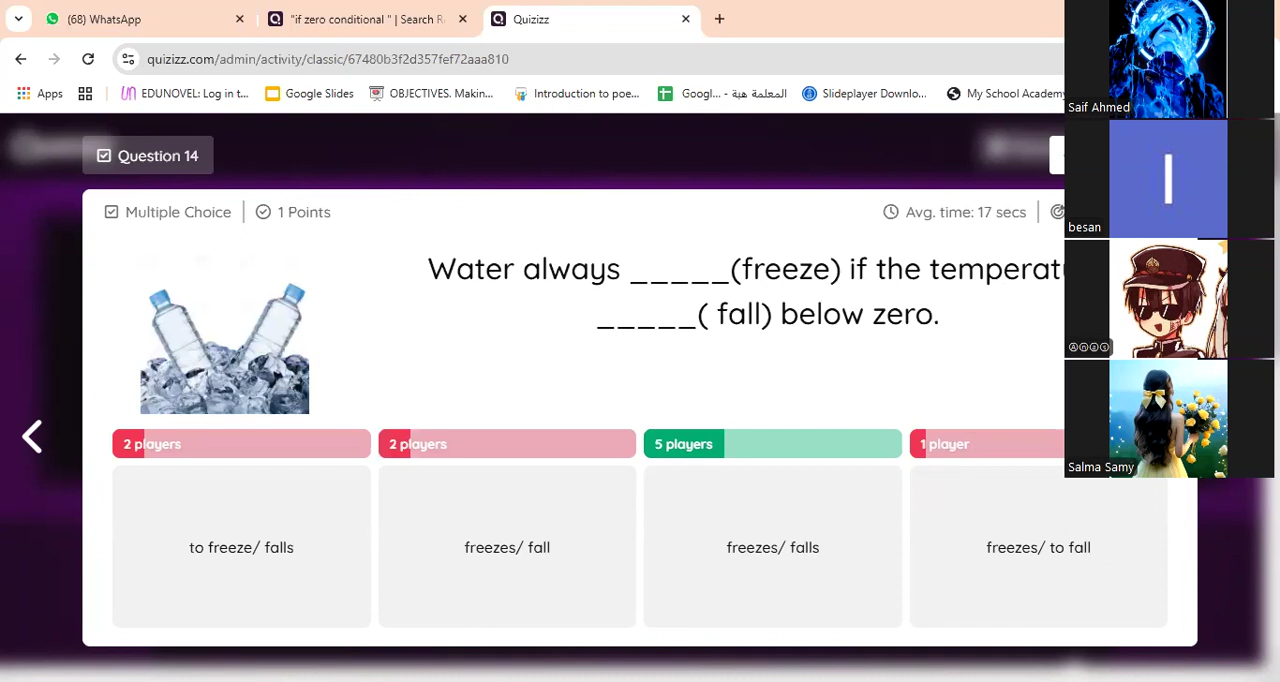 (68) WhatsApp
"if zero conditional " | Search R
Quizizz
quizizz.com/admin/activity/classic/67480b3f2d357fef72aaa810
Apps
EDUNOVEL: Log in t...
Google Slides
OBJECTIVES. Makin...
Introduction to poe...
المعلمة هبة - Googl...
Slideplayer Downlo...
My School Academy
Saif Ahmed
Question 14
besan
Multiple Choice
1 Points
Avg. time: 17 secs
Water always _____(freeze) if the temperat
_____( fall) below zero.
Salma Samy
2 players
2 players
5 players
1 player
to freeze/ falls
freezes/ fall
freezes/ falls
freezes/ to fall